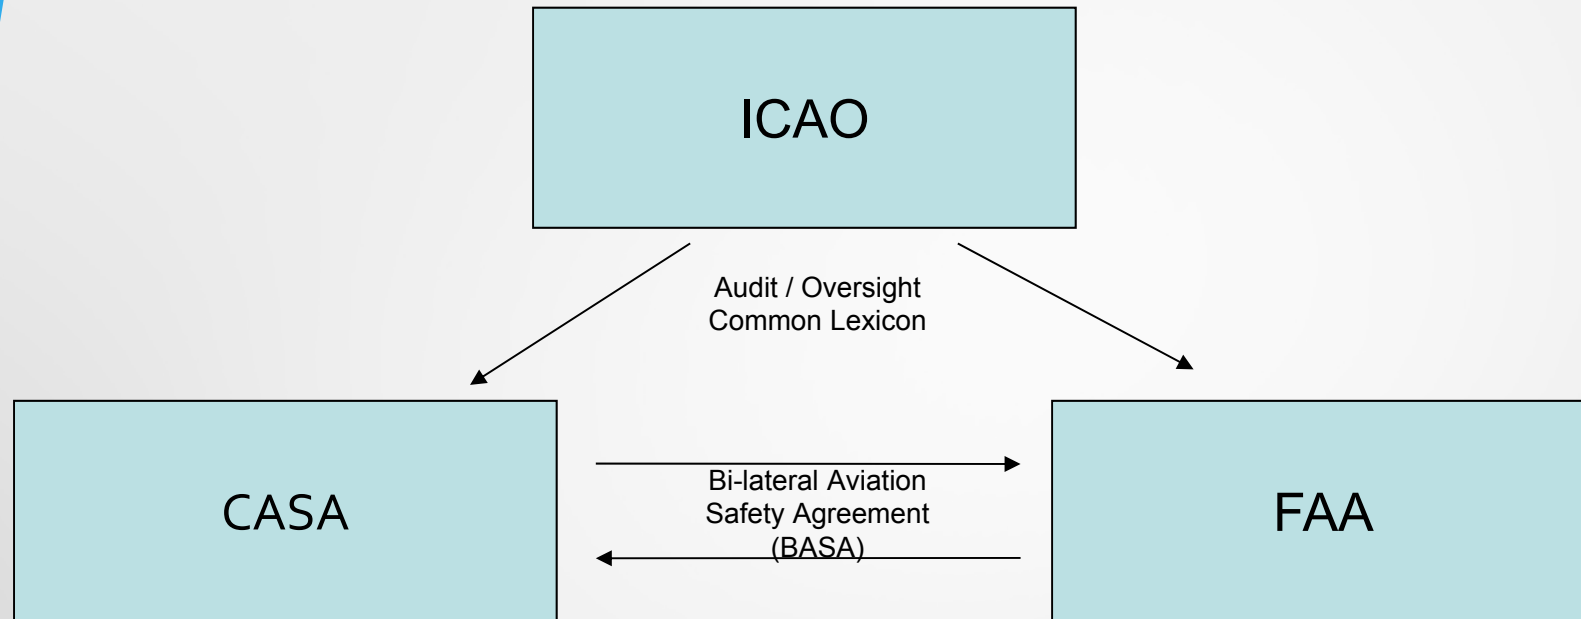 ICAO
Audit / Oversight
Common Lexicon
CASA
Bi-lateral Aviation
Safety Agreement
(BASA)
FAA